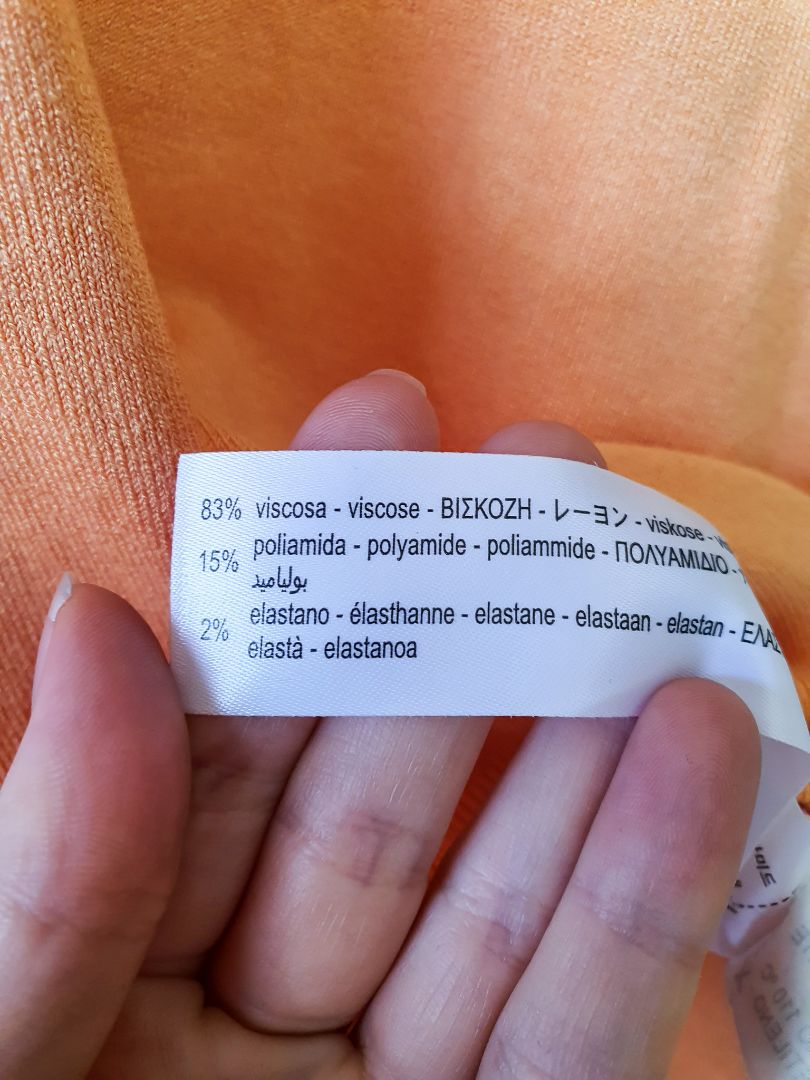 83% viscosa - viscose - ΒΙΣΚΟΖΗ - レーヨン - viskose -
15% poliamida - polyamide - poliammide - ΠΟΛΥΑΜΙΔΙΟ -
بولياميد
2% elastano - élasthanne - elastane - elastaan - elastan -
elastà - elastanoa